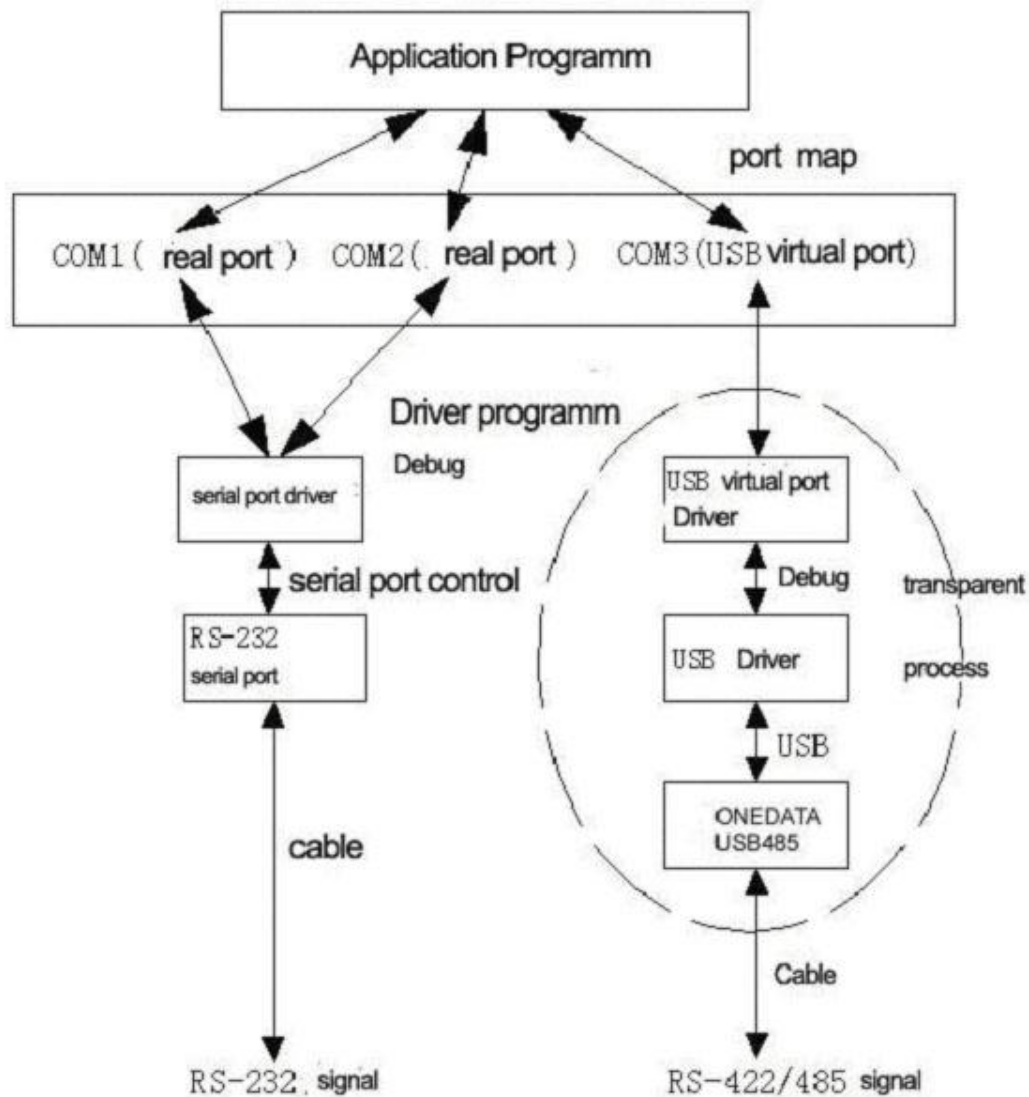 Application Programm
port map
COM1( real port ) COM2( real port ) COM3(USB virtual port)
Driver programm
Debug
serial port driver
USB virtual port
Driver
serial port control
Debug
transparent
RS-232
serial port
USB Driver
process
USB
ONEDATA
USB485
cable
Cable
RS-232 signal
RS-422/485 signal